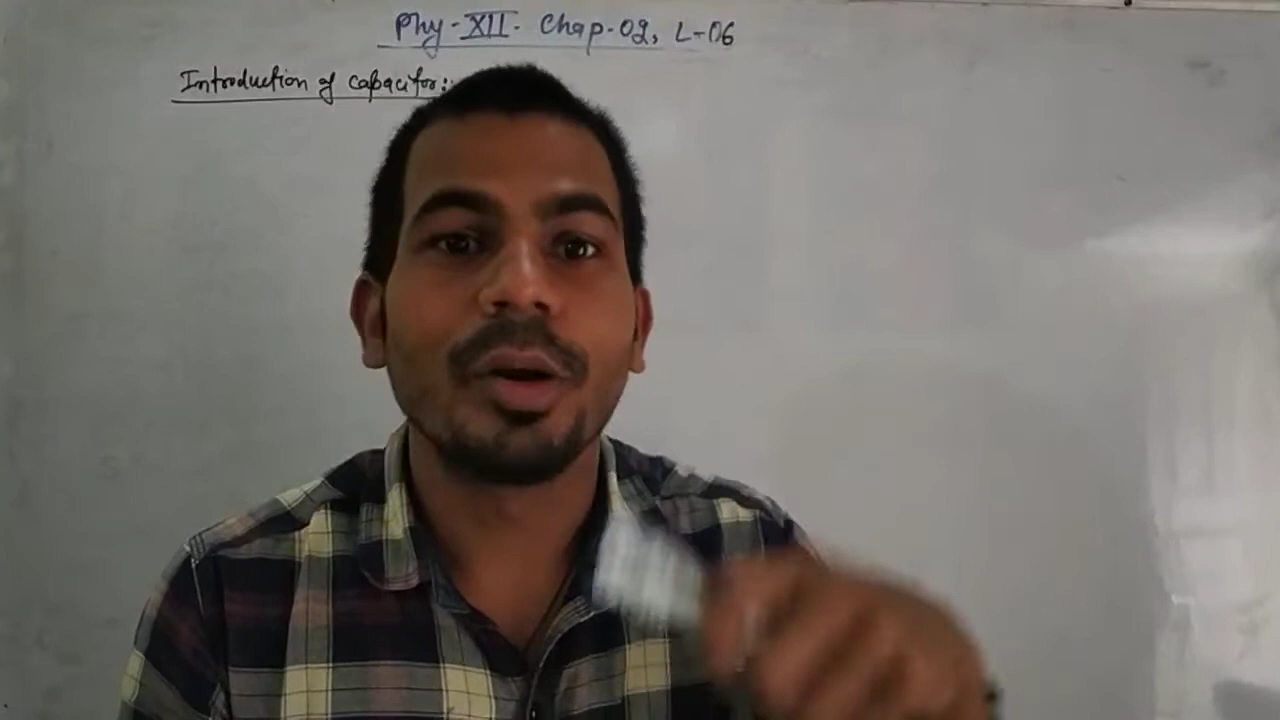 Phy-XII- Chap-02, L-06
Introduction of capacitor:-